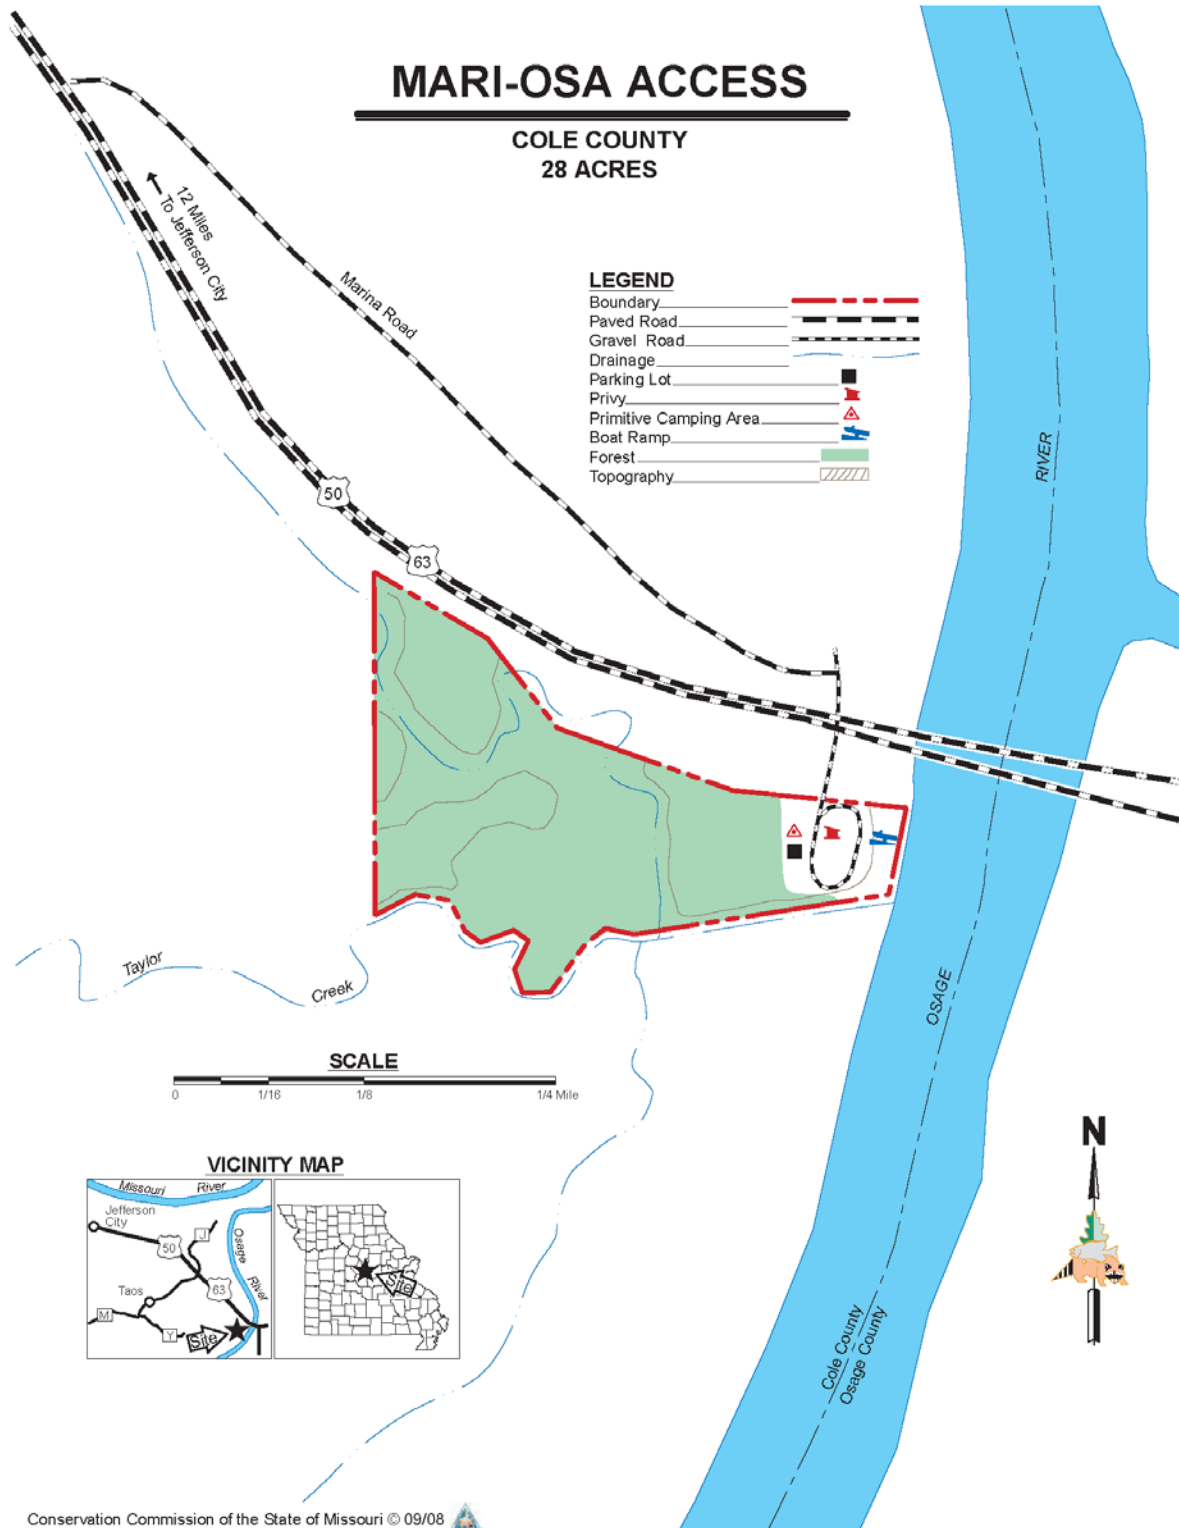 MARI-OSA ACCESS
COLE COUNTY
28 ACRES
12 Miles
To Jefferson City
Marina Road
LEGEND
Boundary
Paved Road
Gravel Road
Drainage
Parking Lot
Privy
Primitive Camping Area
Boat Ramp
Forest
Topography
RIVER
50
63
Taylor
Creek
OSAGE
SCALE
0 1/16 1/8 1/4 Mile
N
VICINITY MAP
Missouri River
Jefferson
City
J
50
Osage
River
63
Taos
M
Y
Site
Site
Cole County
Osage County
Conservation Commission of the State of Missouri © 09/08